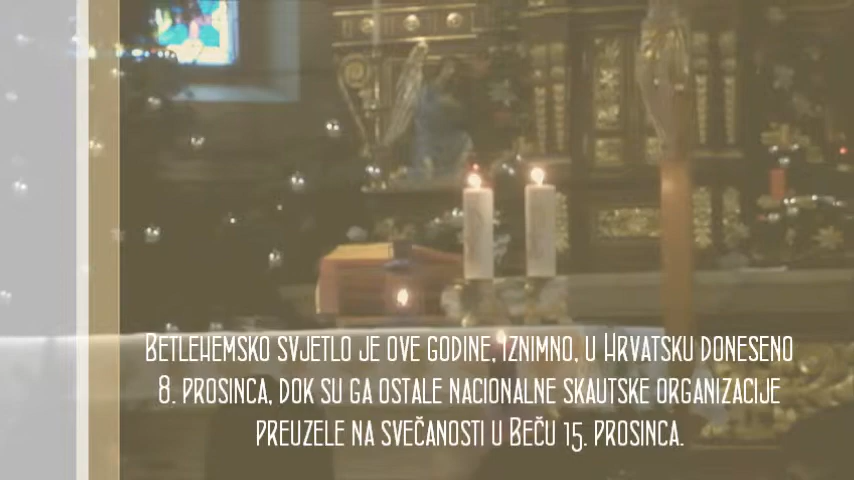 Betlehemsko svjetlo je ove godine, iznimno, u Hrvatsku doneseno
8. prosinca, dok su ga ostale nacionalne skautske organizacije
preuzele na svečanosti u Beču 15. prosinca.